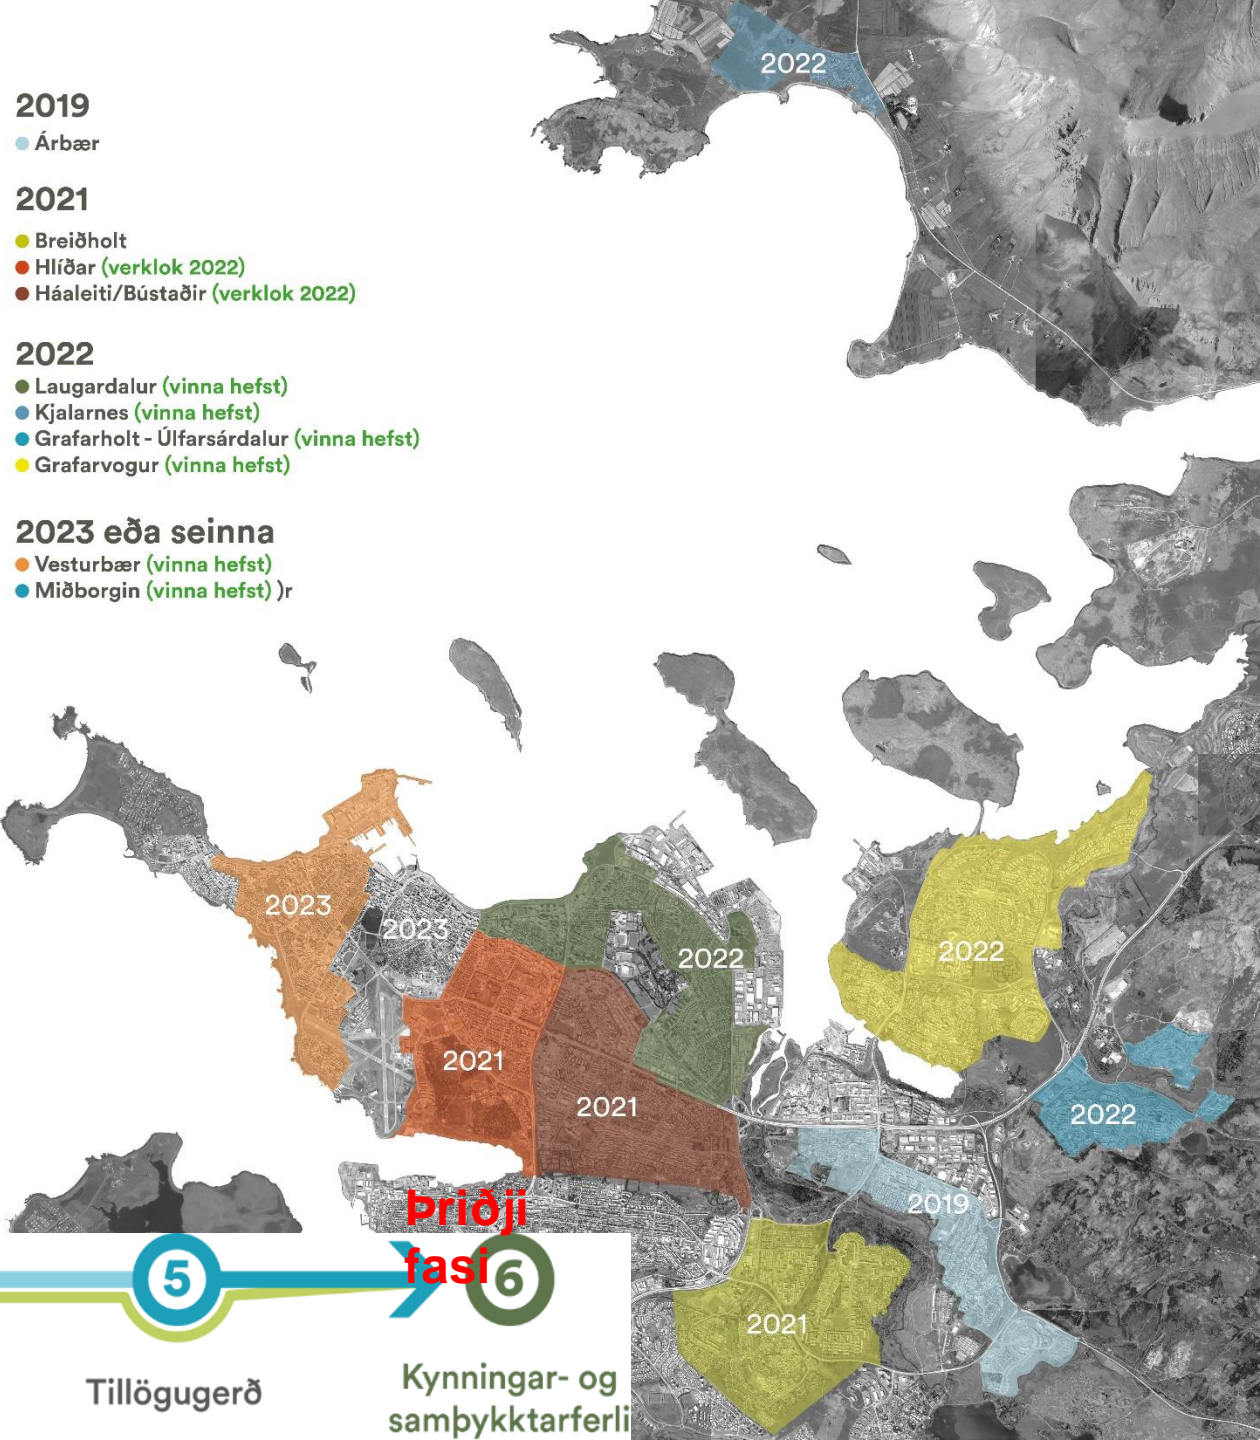 2019
Árbær
2021
Breiðholt
Hlíðar (verklok 2022)
Háaleiti/Bústaðir (verklok 2022)
2022
Laugardalur (vinna hefst)
Kjalarnes (vinna hefst)
Grafarholt - Úlfarsárdalur (vinna hefst)
Grafarvogur (vinna hefst)
2023 eða seinna
Vesturbær (vinna hefst)
Miðborgin (vinna hefst) )r
2022
2023
2023
2022
2022
2021
2021
2022
2019
2021
Þriðji
fasi
5
6
Tillögugerð
Kynningar- og
samþykktarferli